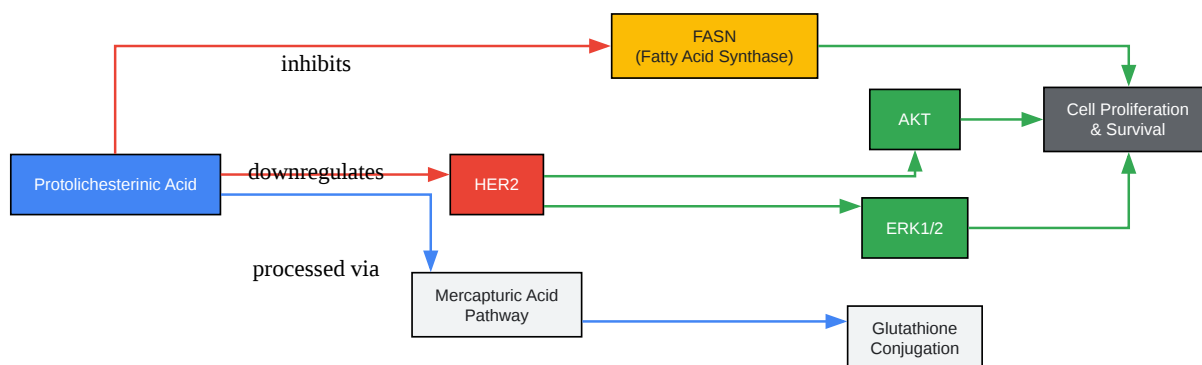 FASN
(Fatty Acid Synthase)
inhibits
Cell Proliferation
& Survival
AKT
Protolichesterinic Acid
downregulates
HER2
ERK1/2
processed via
Mercapturic Acid
Pathway
Glutathione
Conjugation